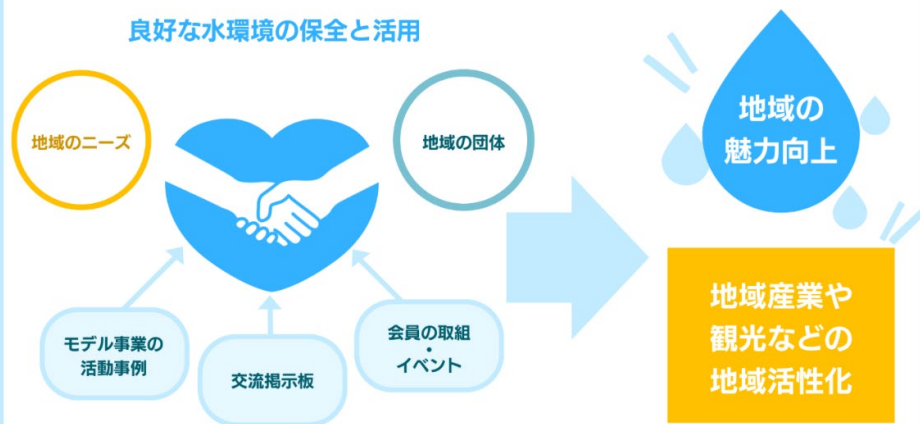 良好な水環境の保全と活用
地域のニーズ
地域の団体
モデル事業の
活動事例
交流掲示板
会員の取組
・
イベント
地域の
魅力向上
地域産業や
観光などの
地域活性化